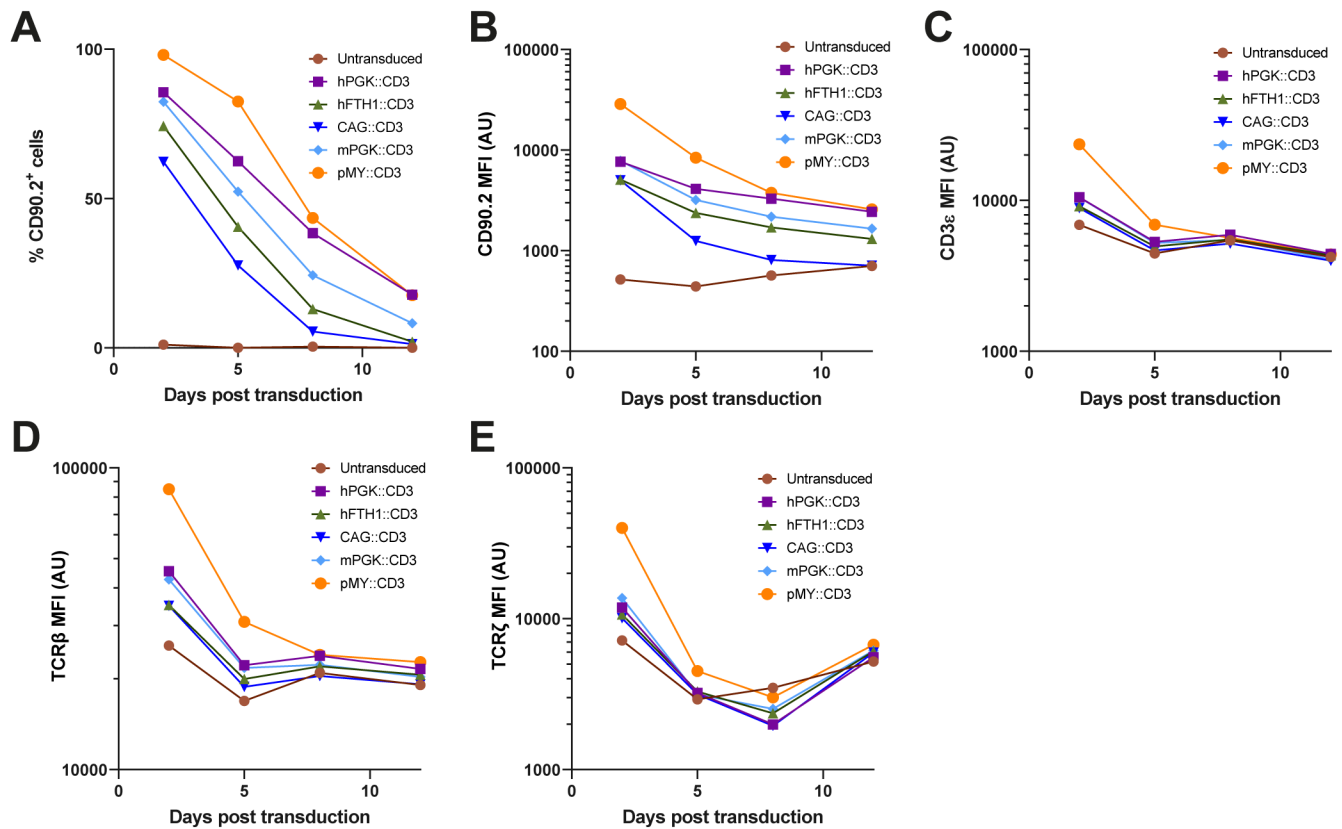 A
100
50
0
0
5
10
% CD90.2+ cells
Days post transduction
Untransduced
hPGK::CD3
hFTH1::CD3
CAG::CD3
mPGK::CD3
pMY::CD3
B
100000
10000
1000
100
0
5
10
CD90.2 MFI (AU)
Days post transduction
Untransduced
hPGK::CD3
hFTH1::CD3
CAG::CD3
mPGK::CD3
pMY::CD3
C
100000
10000
1000
0
5
10
CD3ε MFI (AU)
Days post transduction
Untransduced
hPGK::CD3
hFTH1::CD3
CAG::CD3
mPGK::CD3
pMY::CD3
D
100000
10000
0
5
10
TCRβ MFI (AU)
Days post transduction
Untransduced
hPGK::CD3
hFTH1::CD3
CAG::CD3
mPGK::CD3
pMY::CD3
E
100000
10000
1000
0
5
10
TCRζ MFI (AU)
Days post transduction
Untransduced
hPGK::CD3
hFTH1::CD3
CAG::CD3
mPGK::CD3
pMY::CD3